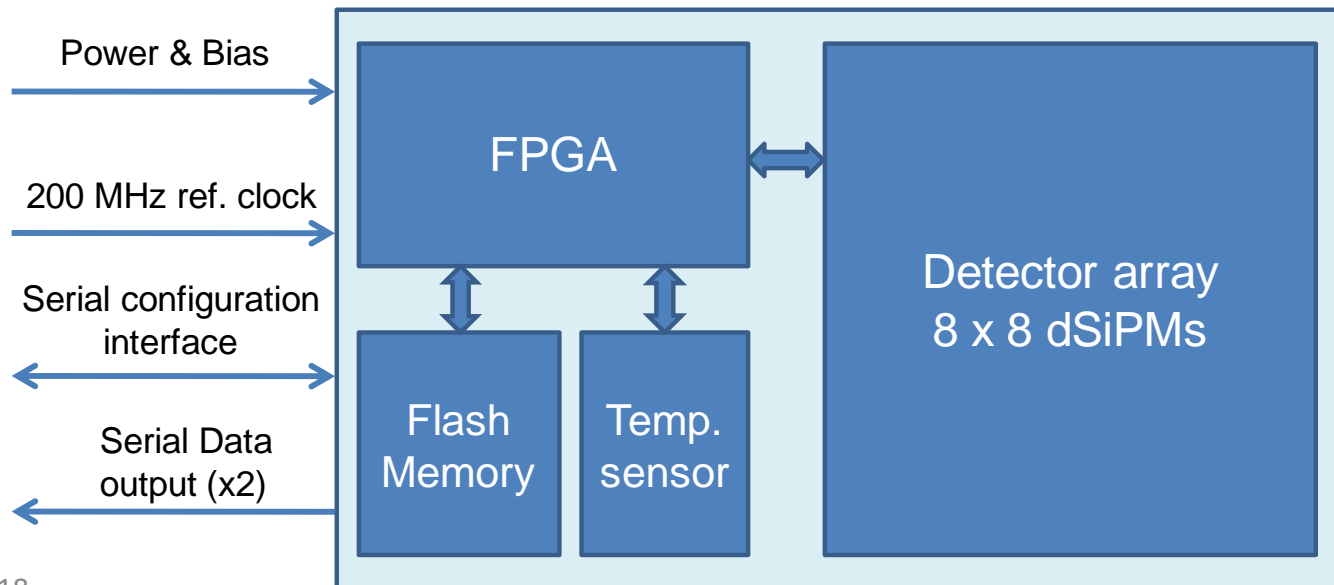 Power & Bias
200 MHz ref. clock
Serial configuration
interface
Serial Data
output (x2)
FPGA
Flash
Memory
Temp.
sensor
Detector array
8 x 8 dSiPMs